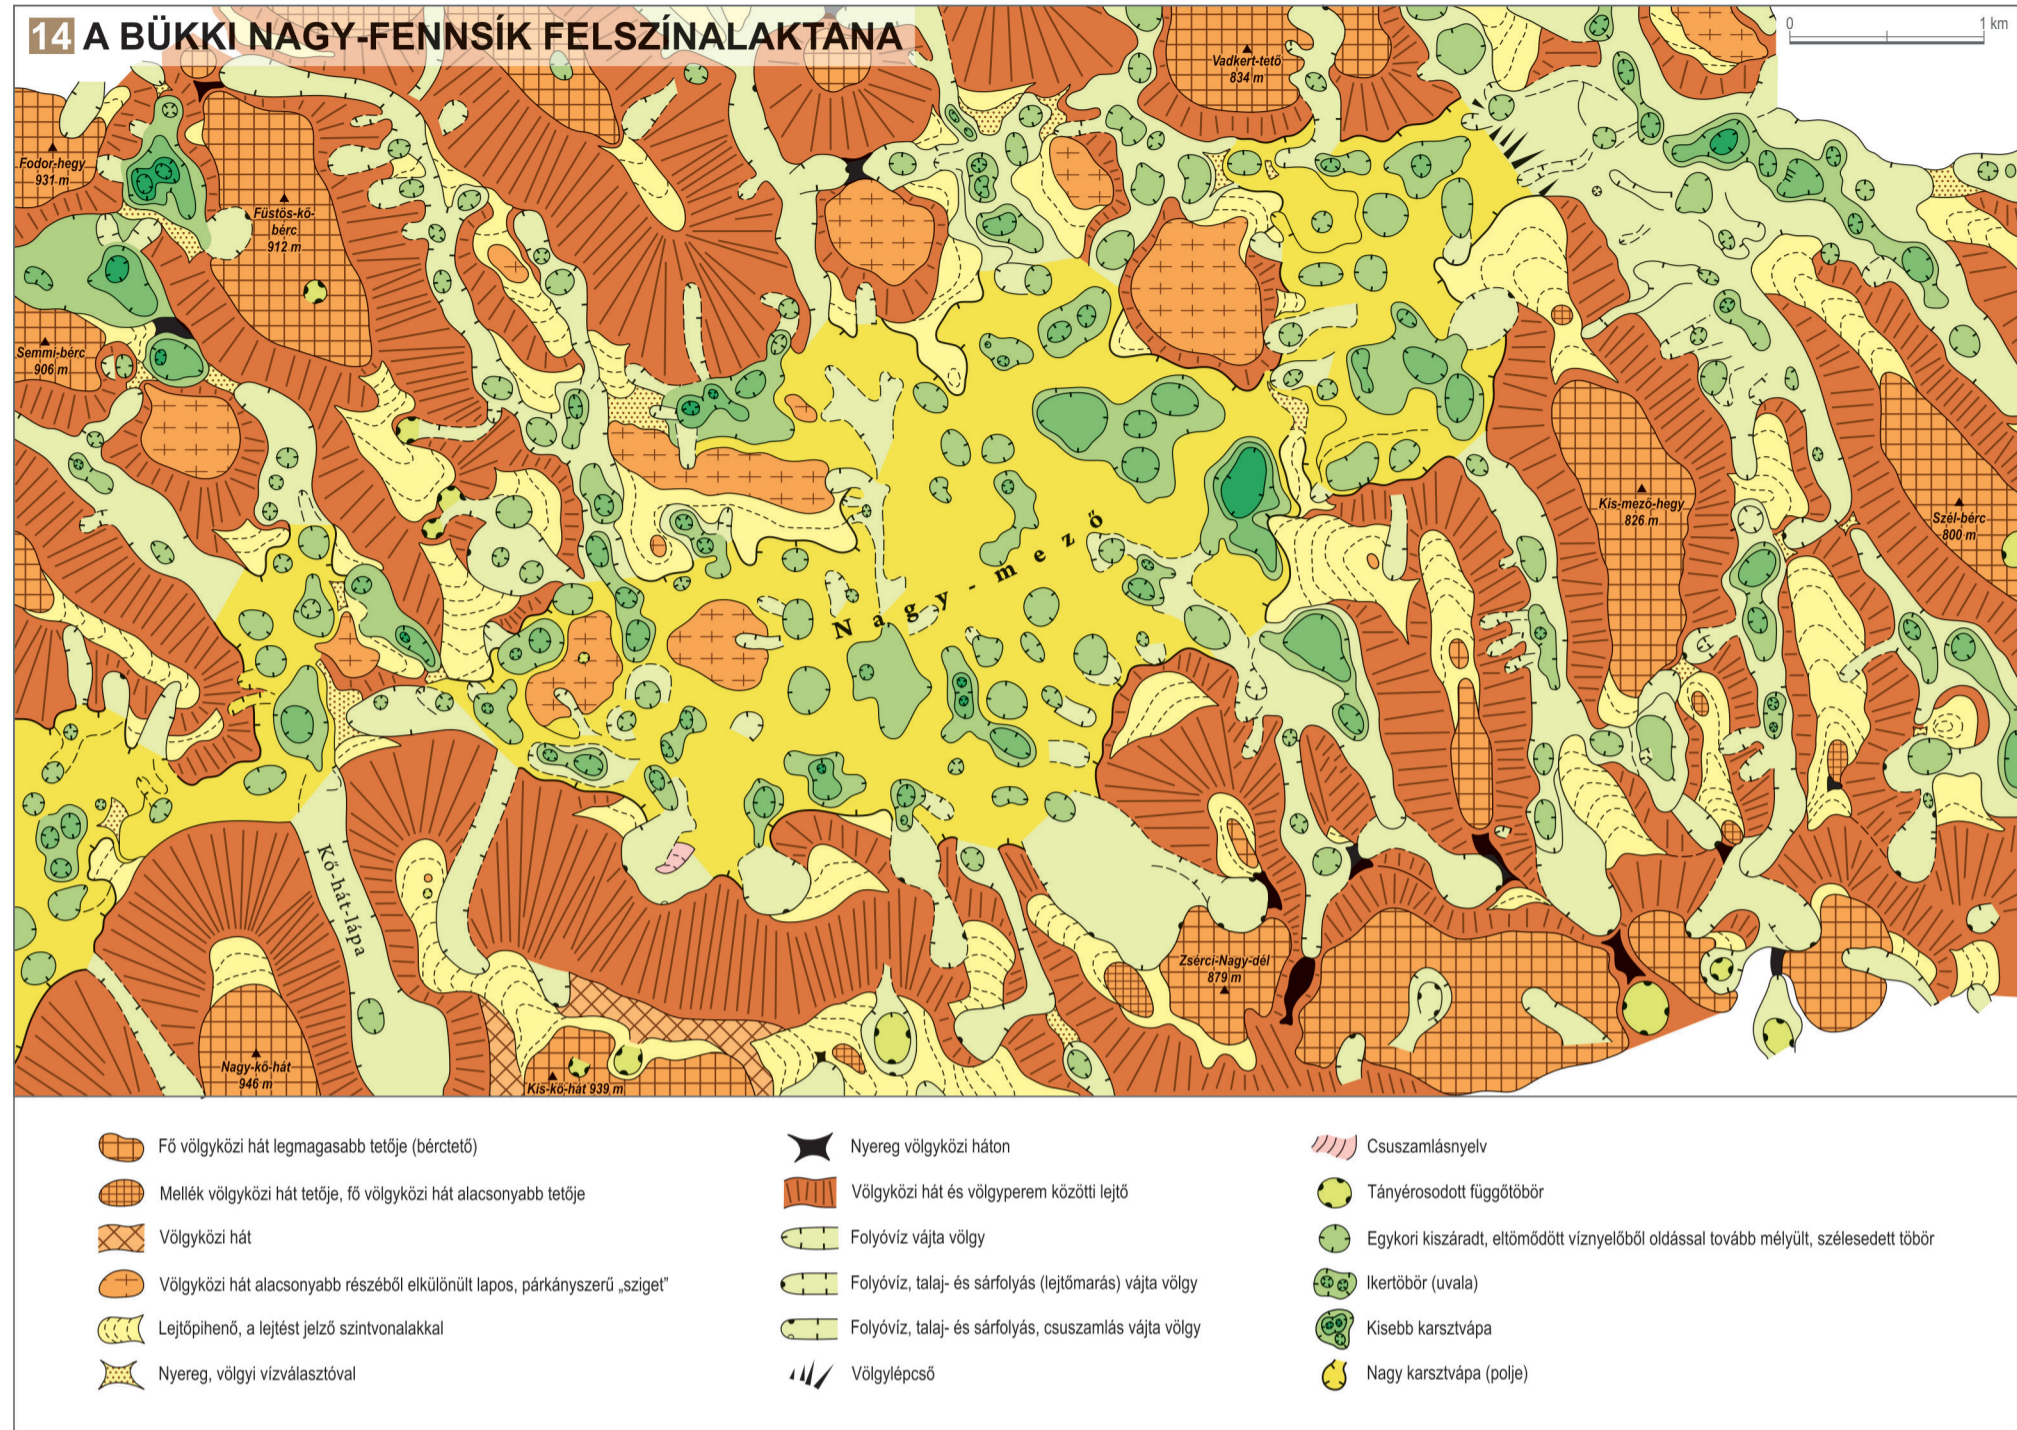 14 A BÜKKI NAGY-FENNSÍK FELSZÍNALAKTANA
0 1 km
Vadkert-tető
834 m
Fodor-hegy
931 m
Füstös-kő-
bérc
912 m
Semmi-bérc
906 m
Kis-mező-hegy
826 m
Szél-bérc
800 m
Nagy-mező
Kő-hát-lápa
Zsérci-Nagy-dél
879 m
Nagy-kő-hát
946 m
Kis-kő-hát 939 m
Fő völgyközi hát legmagasabb tetője (bérctető)
Mellék völgyközi hát tetője, fő völgyközi hát alacsonyabb tetője
Völgyközi hát
Völgyközi hát alacsonyabb részéből elkülönült lapos, párkányszerű „sziget”
Lejtőpihenő, a lejtést jelző szintvonalakkal
Nyereg, völgyi vízválasztóval
Nyereg völgyközi háton
Völgyközi hát és völgyperem közötti lejtő
Folyóvíz vájta völgy
Folyóvíz, talaj- és sárfolyás (lejtőmarás) vájta völgy
Folyóvíz, talaj- és sárfolyás, csuszamlás vájta völgy
Völgylépcső
Csuszamlásnyelv
Tányérosodott függőtöbör
Egykori kiszáradt, eltömődött víznyelőből oldással tovább mélyült, szélesedett töbör
Ikertöbör (uvala)
Kisebb karsztvápa
Nagy karsztvápa (polje)